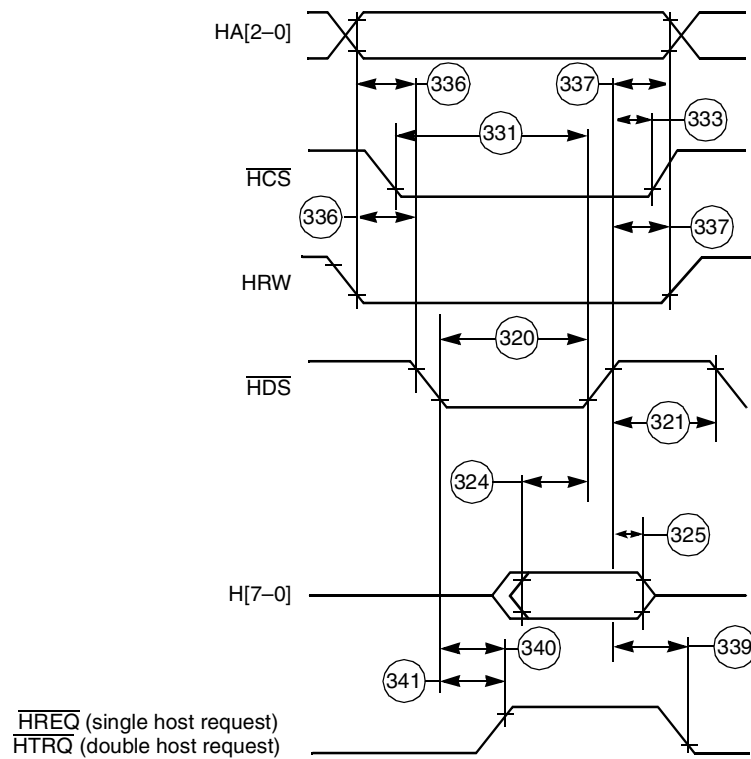 HA[2–0]
336
337
333
331
HCS
336
337
HRW
320
HDS
321
324
325
H[7–0]
340
339
341
HREQ (single host request)
HTRQ (double host request)